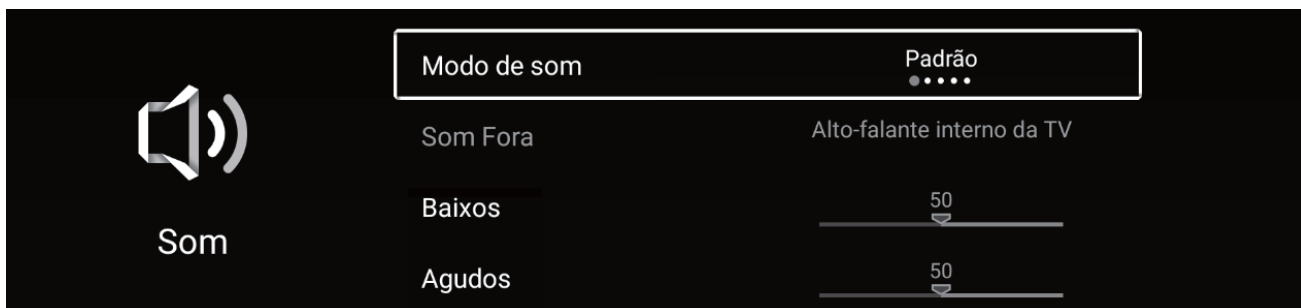 Som
Modo de som
Padrão
Som Fora
Alto-falante interno da TV
Baixos
50
Agudos
50